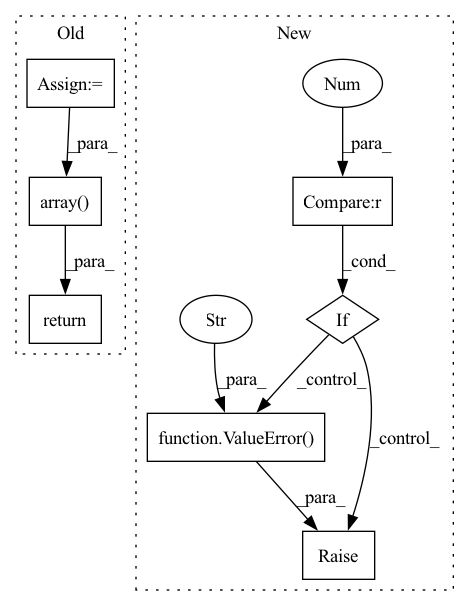 Old
New
Assign:=
Num
_para_
_para_
array()
Compare:r
_para_
_cond_
return
Str
If
_para_
_control_
_control_
function.ValueError()
_para_
Raise